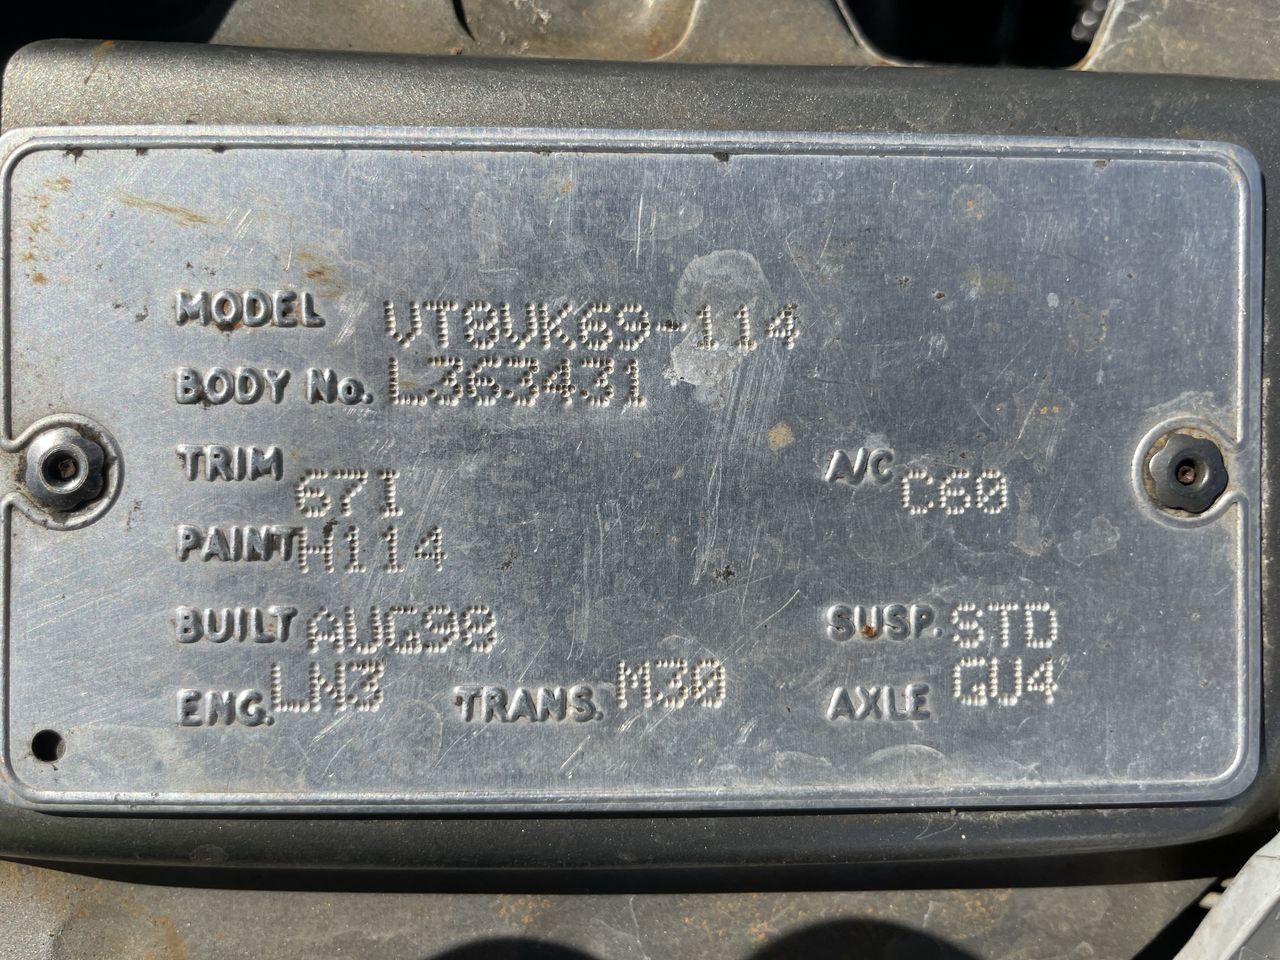 MODEL VT8VK69-114
BODY No. L363431
TRIM 671 A/C C60
PAINT H114
BUILT AUG98 SUSP. STD
ENG. LN3 TRANS. M30 AXLE GU4